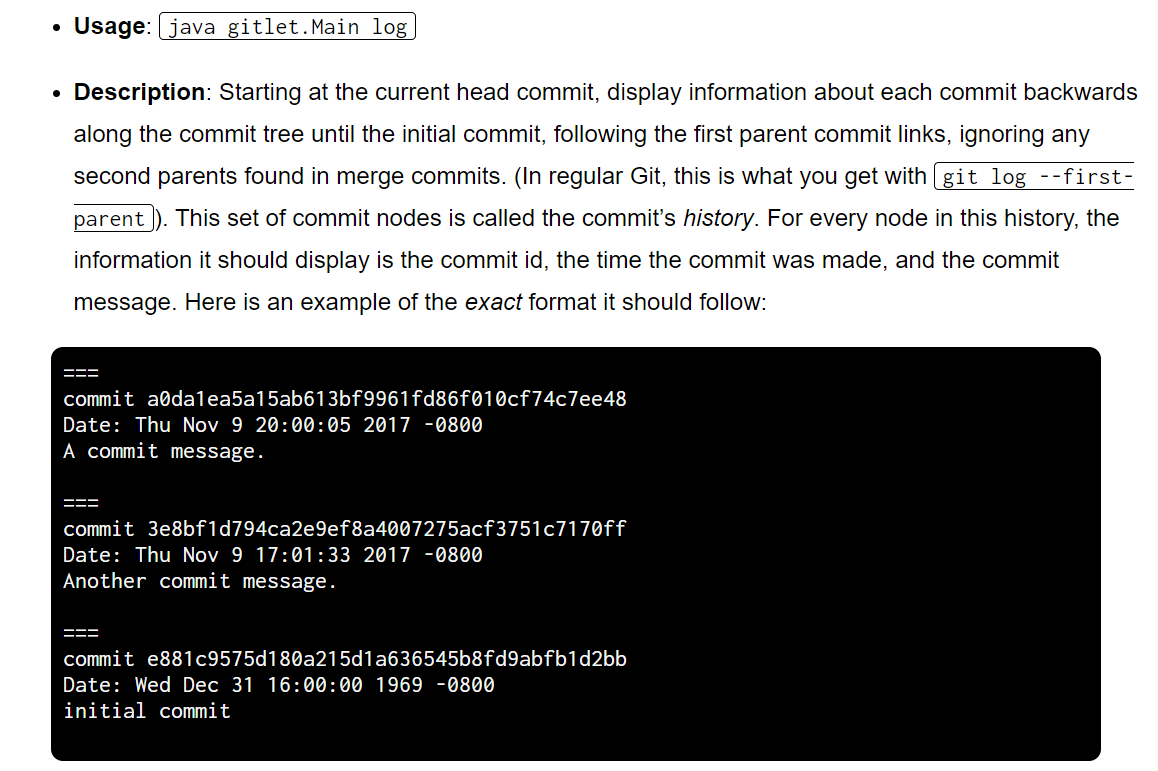 • Usage: java gitlet.Main log
• Description: Starting at the current head commit, display information about each commit backwards
along the commit tree until the initial commit, following the first parent commit links, ignoring any
second parents found in merge commits. (In regular Git, this is what you get with git log --first-
parent). This set of commit nodes is called the commit’s history. For every node in this history, the
information it should display is the commit id, the time the commit was made, and the commit
message. Here is an example of the exact format it should follow:
===
commit a0da1ea5a15ab613bf9961fd86f010cf74c7ee48
Date: Thu Nov 9 20:00:05 2017 -0800
A commit message.
===
commit 3e8bf1d794ca2e9ef8a4007275acf3751c7170ff
Date: Thu Nov 9 17:01:33 2017 -0800
Another commit message.
===
commit e881c9575d180a215d1a636545b8fd9abfb1d2bb
Date: Wed Dec 31 16:00:00 1969 -0800
initial commit